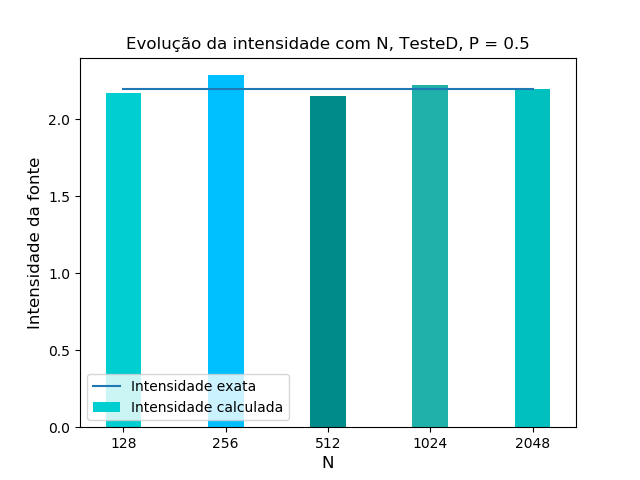 Evolução da intensidade com N, TesteD, P = 0.5
Intensidade da fonte
2.0
1.5
1.0
0.5
0.0
Intensidade exata
Intensidade calculada
128 256 512 1024 2048
N